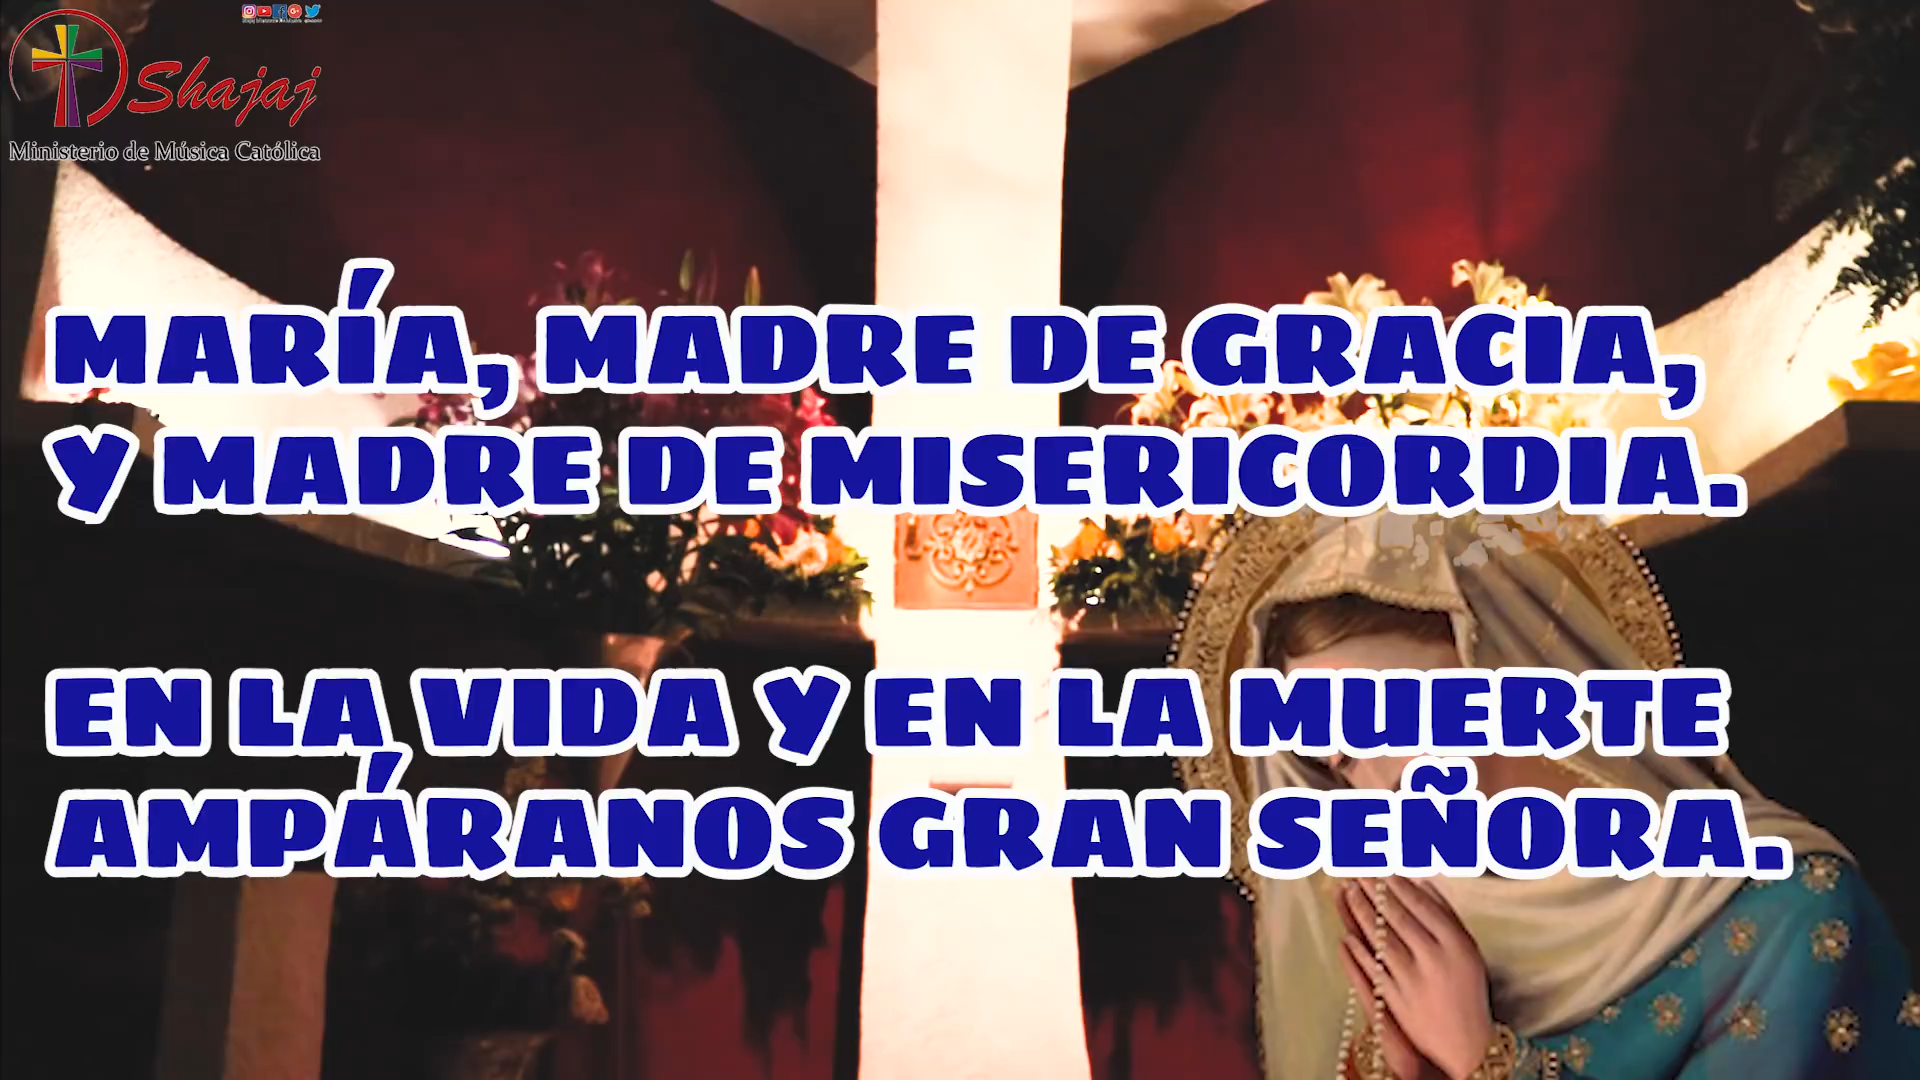 Shajaj
Ministerio de Música Católica
MARÍA, MADRE DE GRACIA,
Y MADRE DE MISERICORDIA.
EN LA VIDA Y EN LA MUERTE
AMPÁRANOS GRAN SEÑORA.